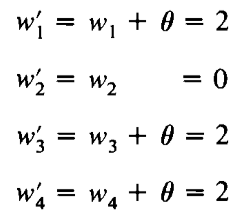 w′₁ = w₁ + θ = 2
w′₂ = w₂ = 0
w′₃ = w₃ + θ = 2
w′₄ = w₄ + θ = 2